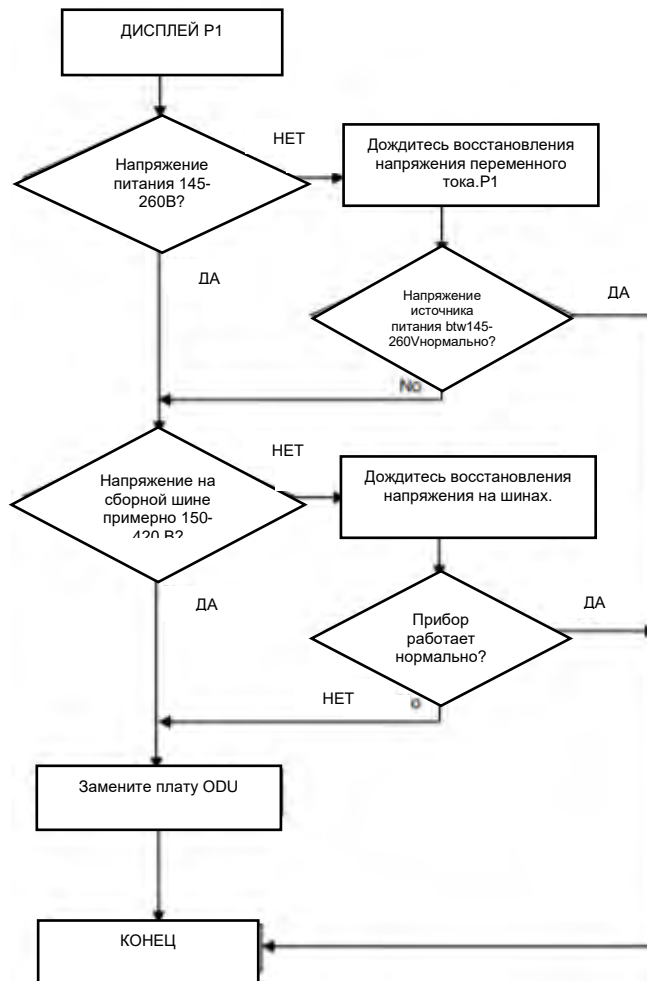 ДИСПЛЕЙ P1
НЕТ
Напряжение
питания 145-
260В?
Дождитесь восстановления
напряжения переменного
тока.P1
ДА
Напряжение
источника
питания btw145-
260Vнормально?
ДА
No
НЕТ
Напряжение на
сборной шине
примерно 150-
420 В?
Дождитесь восстановления
напряжения на шинах.
ДА
Прибор
работает
нормально?
ДА
НЕТ
o
Замените плату ODU
КОНЕЦ